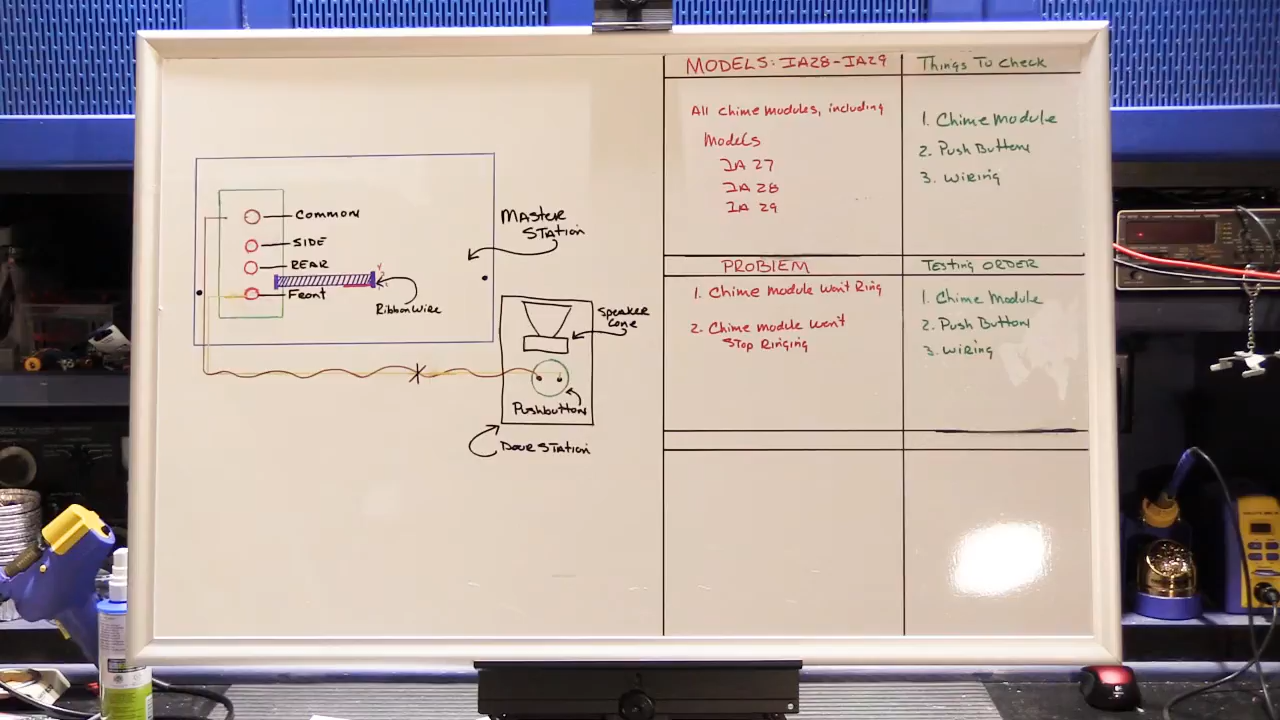 COMMON
SIDE
REAR
Front
Ribbon Wire
MASTER
STATION
SPEAKER
Cone
Pushbutton
Door Station
MODELS: IA28-IA29
All Chime Modules, including
Models
IA 27
IA 28
IA 29
Things To Check
1. Chime Module
2. Push Button
3. Wiring
PROBLEM
1. Chime Module Won't Ring
2. Chime Module Won't
Stop Ringing
Testing ORDER
1. Chime Module
2. Push Button
3. Wiring